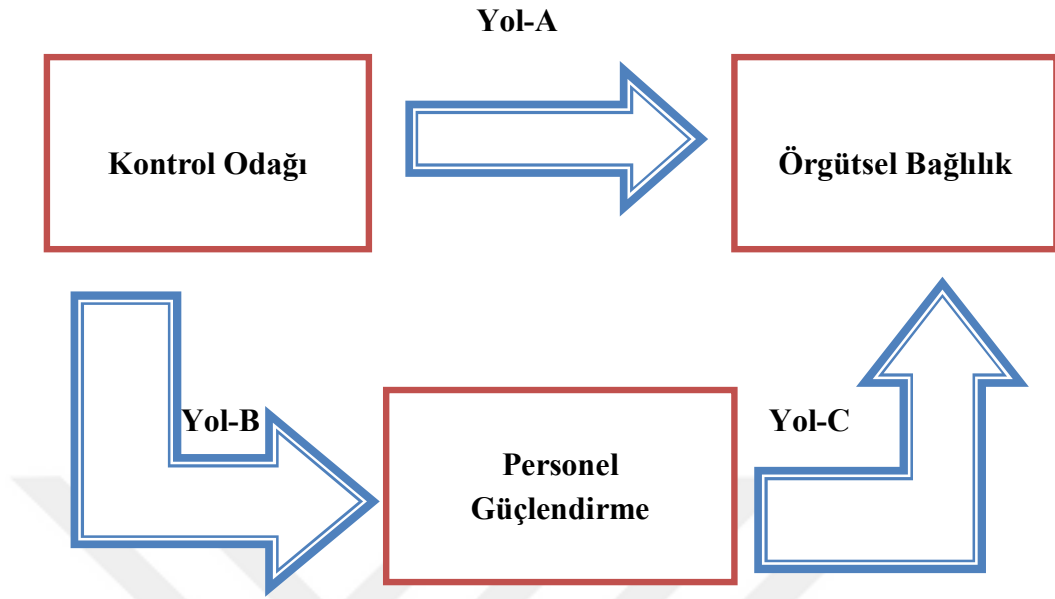 Yol-A
Kontrol Odağı
Örgütsel Bağlılık
Yol-B
Yol-C
Personel
Güçlendirme